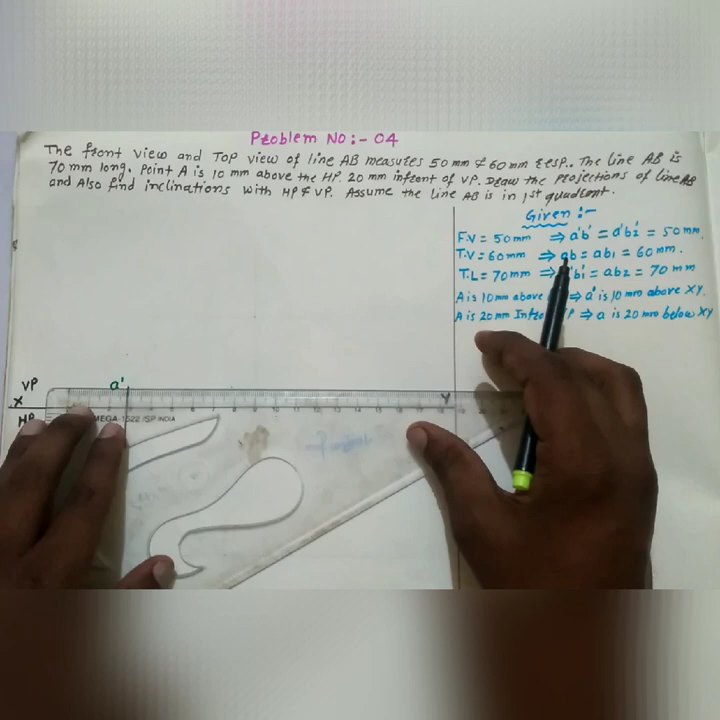 Problem No:- 04
The front view and Top view of line AB measures 50 mm & 60 mm resp.. The line AB is
70 mm long. Point A is 10 mm above the HP. 20 mm infront of VP. Draw the projections of line AB
and Also find inclinations with HP & VP. Assume the line AB is in 1st quadrant.
Given :-
F.V = 50 mm ⇒ a'b' = a'b2' = 50 mm.
T.V = 60 mm ⇒ ab = ab1 = 60 mm.
T.L = 70 mm ⇒ b1' = ab2 = 70 mm
A is 10 mm above ⇒ a' is 10 mm above XY.
A is 20 mm ⇒ a is 20 mm below XY
VP a'
X Y
HP
MEGA-1522 ISP INDIA